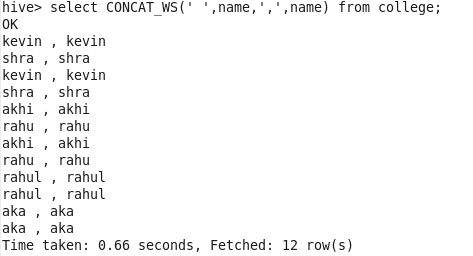 hive> select CONCAT_WS(' ',name,',',name) from college;
OK
kevin , kevin
shra , shra
kevin , kevin
shra , shra
akhi , akhi
rahu , rahu
akhi , akhi
rahu , rahu
rahul , rahul
rahul , rahul
aka , aka
aka , aka
Time taken: 0.66 seconds, Fetched: 12 row(s)